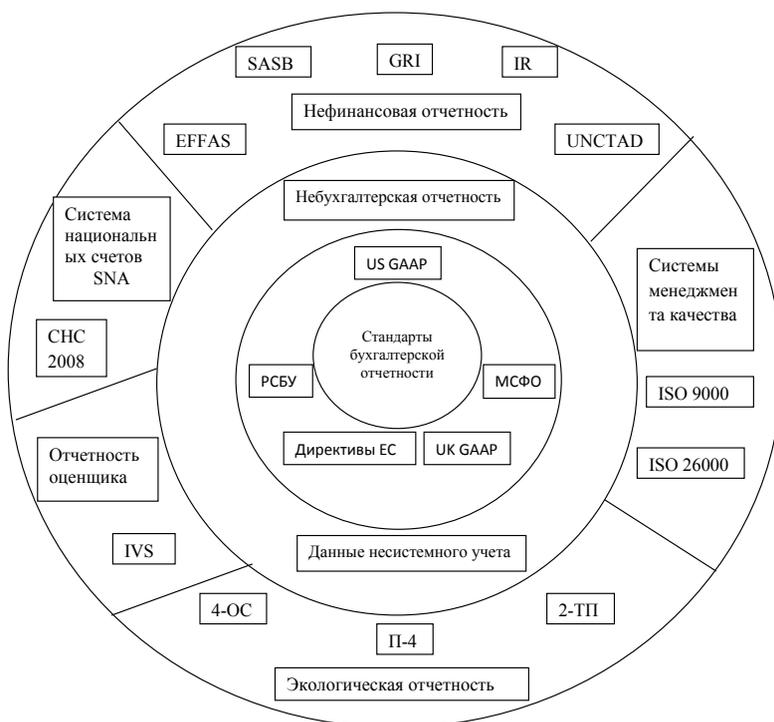 SASB
GRI
IR
Нефинансовая отчетность
EFFAS
UNCTAD
Небухгалтерская отчетность
Система
национальн
ых счетов
SNA
US GAAP
Системы
менеджмен
та качества
СНС
2008
Стандарты
бухгалтерской
отчетности
РСБУ
МСФО
ISO 9000
Директивы ЕС
UK GAAP
Отчетность
оценщика
ISO 26000
IVS
Данные несистемного учета
4-ОС
2-ТП
П-4
Экологическая отчетность